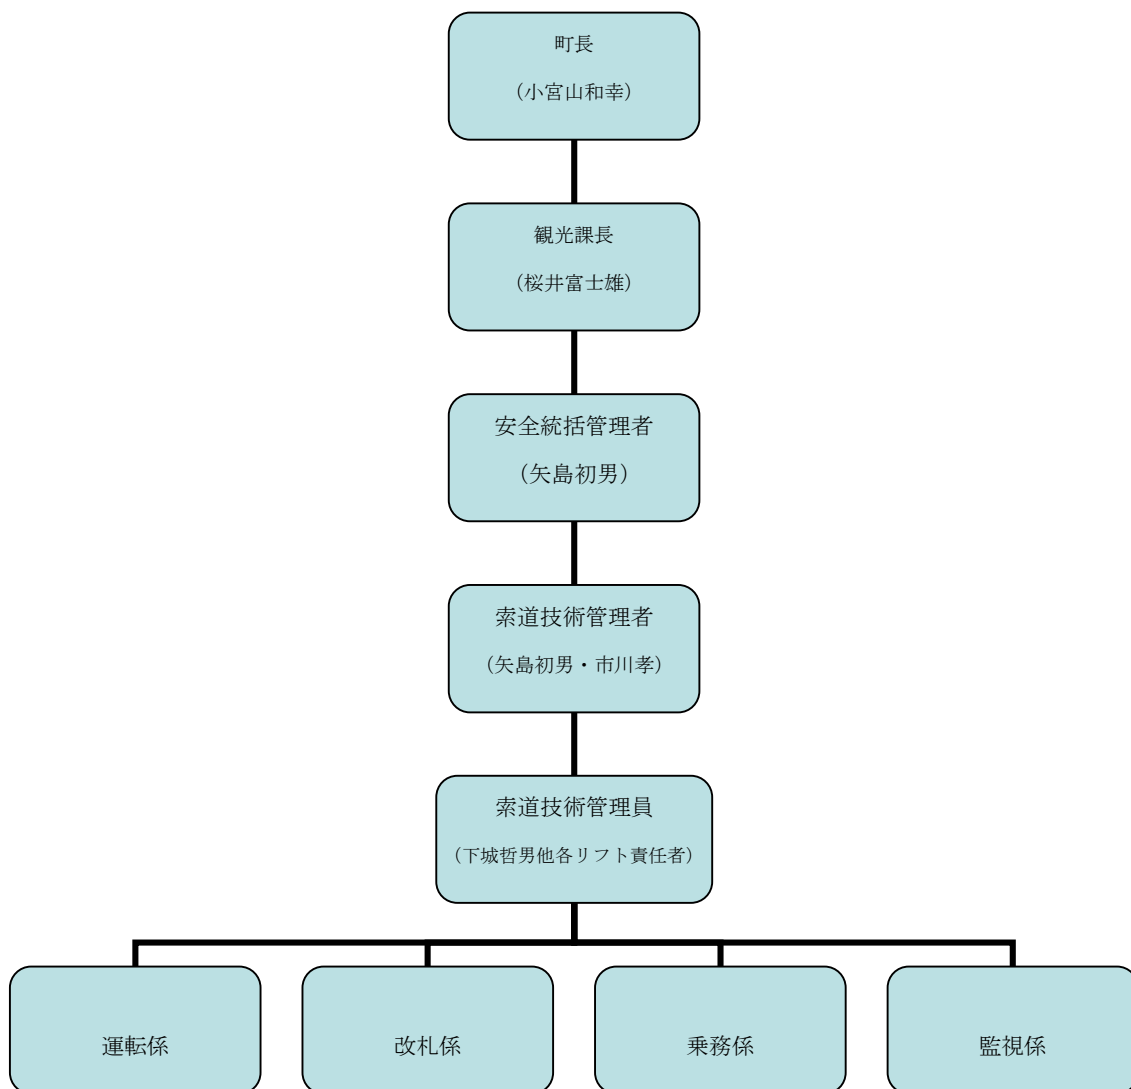 町長
（小宮山和幸）
観光課長
（桜井富士雄）
安全統括管理者
（矢島初男）
索道技術管理者
（矢島初男・市川孝）
索道技術管理員
（下城哲男他各リフト責任者）
運転係
改札係
乗務係
監視係